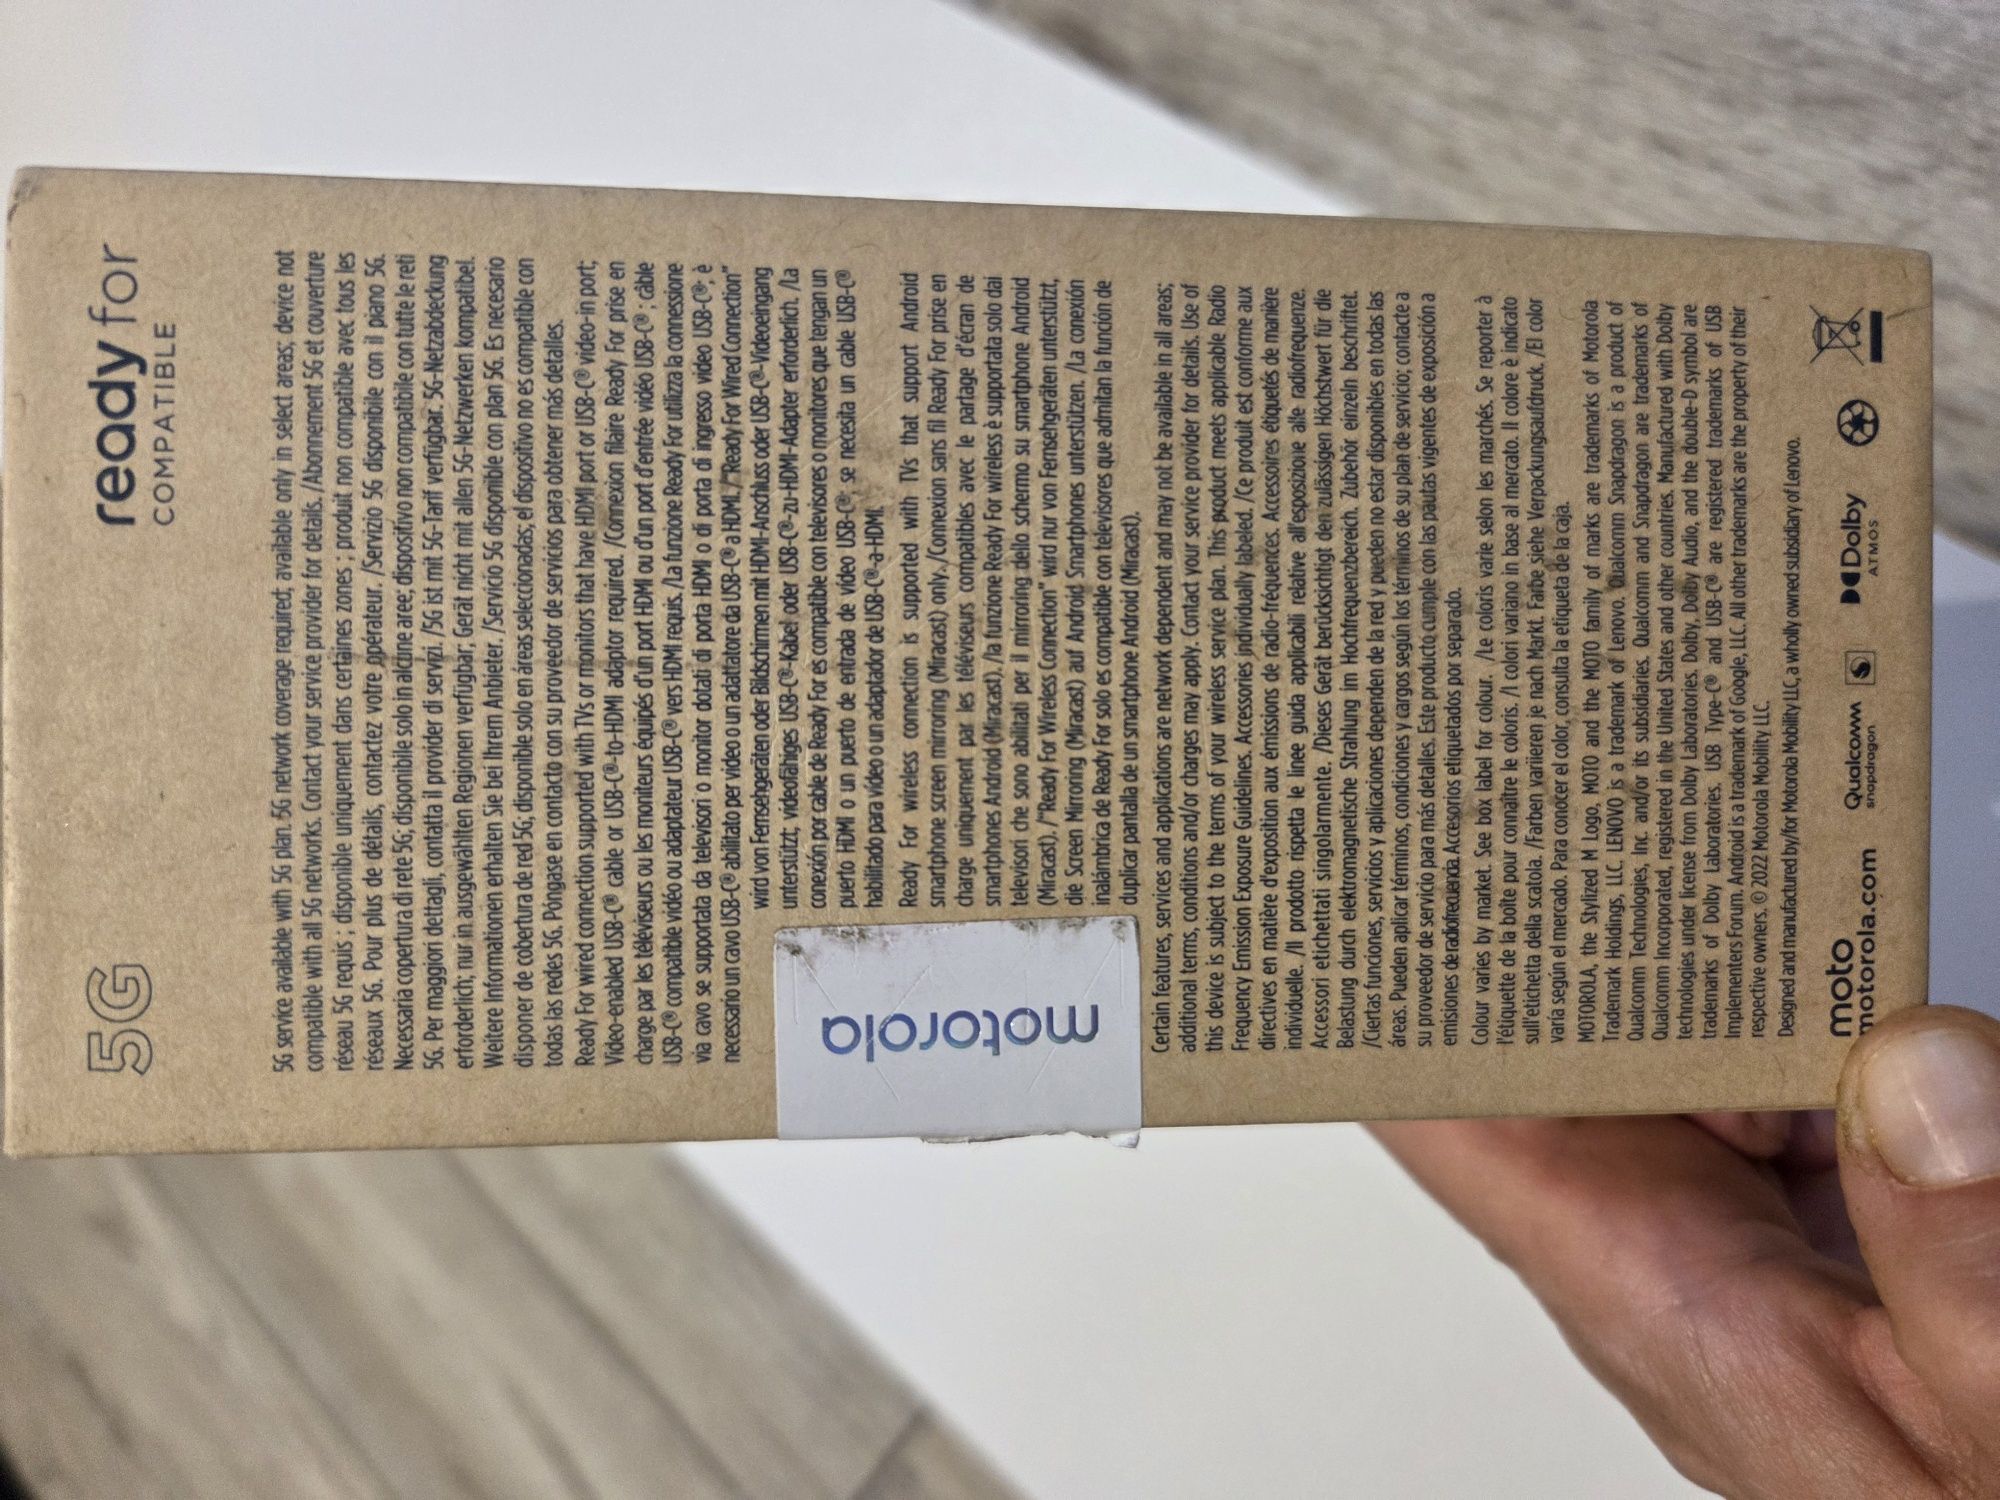 5G
ready for
COMPATIBLE
5G service available with 5G plan. 5G network coverage required; available only in select areas; device not
compatible with all 5G networks. Contact your service provider for details. /Abonnement 5G et couverture
réseau 5G requis ; disponible uniquement dans certaines zones ; produit non compatible avec tous les
réseaux 5G. Pour plus de détails, contactez votre opérateur. /Servizio 5G disponibile con il piano 5G.
Necessaria copertura di rete 5G; disponibile solo in alcune aree; dispositivo non compatibile con tutte le reti
5G. Per maggiori dettagli, contatta il provider di servizi. /5G ist mit 5G-Tarif verfügbar. 5G-Netzabdeckung
erforderlich; nur in ausgewählten Regionen verfügbar; Gerät nicht mit allen 5G-Netzwerken kompatibel.
Weitere Informationen erhalten Sie bei Ihrem Anbieter. /Servicio 5G disponible con plan 5G. Es necesario
disponer de cobertura de red 5G; disponible solo en áreas seleccionadas; el dispositivo no es compatible con
todas las redes 5G. Póngase en contacto con su proveedor de servicios para obtener más detalles.
Ready For wired connection supported with TVs or monitors that have HDMI port or USB-C® video-in port;
Video-enabled USB-C® cable or USB-C®-to-HDMI adaptor required. /Connexion filaire Ready For prise en
charge par les téléviseurs ou les moniteurs équipés d'un port HDMI ou d'un port d'entrée vidéo USB-C® ; câble
USB-C® compatible vidéo ou adaptateur USB-C® vers HDMI requis. /La funzione Ready For utilizza la connessione
via cavo se supportata da televisori o monitor dotati di porta HDMI o di porta di ingresso video USB-C®; è
necessario un cavo USB-C® abilitato per video o un adattatore da USB-C® a HDMI. /"Ready For Wired Connection"
wird von Fernsehgeräten oder Bildschirmen mit HDMI-Anschluss oder USB-C®-Videoeingang
unterstützt; videofähiges USB-C®-Kabel oder USB-C®-zu-HDMI-Adapter erforderlich. /La
conexión por cable de Ready For es compatible con televisores o monitores que tengan un
puerto HDMI o un puerto de entrada de vídeo USB-C®; se necesita un cable USB-C®
habilitado para vídeo o un adaptador de USB-C®-a-HDMI.
Ready For wireless connection is supported with TVs that support Android
smartphone screen mirroring (Miracast) only. /Connexion sans fil Ready For prise en
charge uniquement par les téléviseurs compatibles avec le partage d'écran de
smartphones Android (Miracast). /la funzione Ready For wireless è supportata solo dai
televisori che sono abilitati per il mirroring dello schermo su smartphone Android
(Miracast). /"Ready For Wireless Connection" wird nur von Fernsehgeräten unterstützt,
die Screen Mirroring (Miracast) auf Android Smartphones unterstützen. /La conexión
inalámbrica de Ready For solo es compatible con televisores que admitan la función de
duplicar pantalla de un smartphone Android (Miracast).
motorola
Certain features, services and applications are network dependent and may not be available in all areas;
additional terms, conditions and/or charges may apply. Contact your service provider for details. Use of
this device is subject to the terms of your wireless service plan. This product meets applicable Radio
Frequency Emission Exposure Guidelines. Accessories individually labeled. /Ce produit est conforme aux
directives en matière d'exposition aux émissions de radio-fréquences. Accessoires étiquetés de manière
individuelle. /Il prodotto rispetta le linee guida applicabili relative all'esposizione alle radiofrequenze.
Accessori etichettati singolarmente. /Dieses Gerät berücksichtigt den zulässigen Höchstwert für die
Belastung durch elektromagnetische Strahlung im Hochfrequenzbereich. Zubehör einzeln beschriftet.
/Ciertas funciones, servicios y aplicaciones dependen de la red y pueden no estar disponibles en todas las
áreas. Pueden aplicar términos, condiciones y cargos según los términos de su plan de servicio; contacte a
su proveedor de servicio para más detalles. Este producto cumple con las pautas vigentes de exposición a
emisiones de radiofrecuencia. Accesorios etiquetados por separado.
Colour varies by market. See box label for colour. /Le coloris varie selon les marchés. Se reporter à
l'étiquette de la boîte pour connaître le coloris. /I colori variano in base al mercato. Il colore è indicato
sull'etichetta della scatola. /Farben variieren je nach Markt. Farbe siehe Verpackungsaufdruck. /El color
varía según el mercado. Para conocer el color, consulta la etiqueta de la caja.
MOTOROLA, the Stylized M Logo, MOTO and the MOTO family of marks are trademarks of Motorola
Trademark Holdings, LLC. LENOVO is a trademark of Lenovo. Qualcomm Snapdragon is a product of
Qualcomm Technologies, Inc. and/or its subsidiaries. Qualcomm and Snapdragon are trademarks of
Qualcomm Incorporated, registered in the United States and other countries. Manufactured with Dolby
technologies under license from Dolby Laboratories. Dolby, Dolby Audio, and the double-D symbol are
trademarks of Dolby Laboratories. USB Type-C® and USB-C® are registered trademarks of USB
Implementers Forum. Android is a trademark of Google, LLC. All other trademarks are the property of their
respective owners. © 2022 Motorola Mobility LLC.
Designed and manufactured by/for Motorola Mobility LLC, a wholly owned subsidiary of Lenovo.
moto
motorola.com
Qualcomm
snapdragon
Dolby
ATMOS